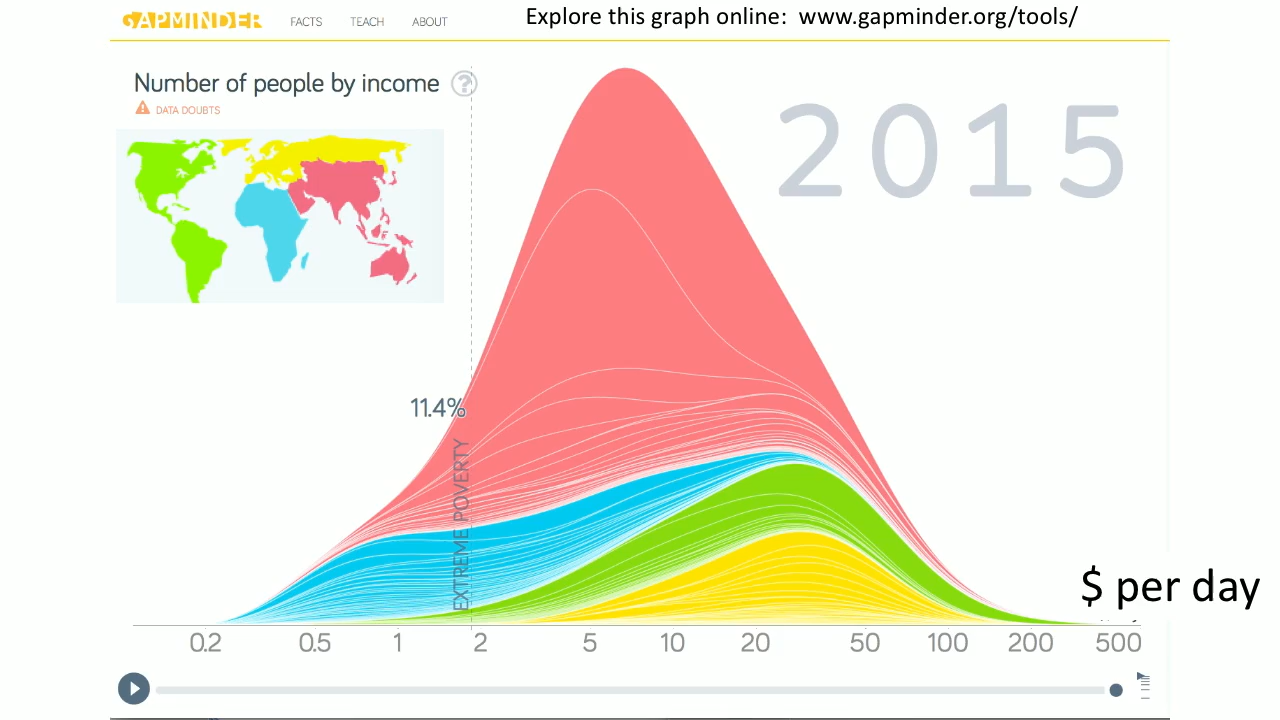 GAPMINDER FACTS TEACH ABOUT Explore this graph online: www.gapminder.org/tools/
Number of people by income ?
DATA DOUBTS
2015
11.4%
EXTREME POVERTY
$ per day
0.2 0.5 1 2 5 10 20 50 100 200 500